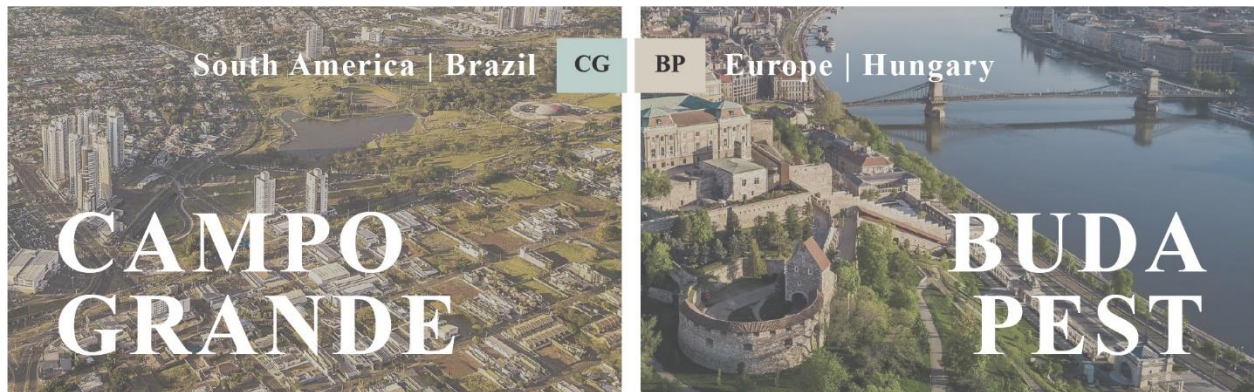 South America | Brazil
CG
BP
Europe | Hungary
CAMPO
GRANDE
BUDA
PEST